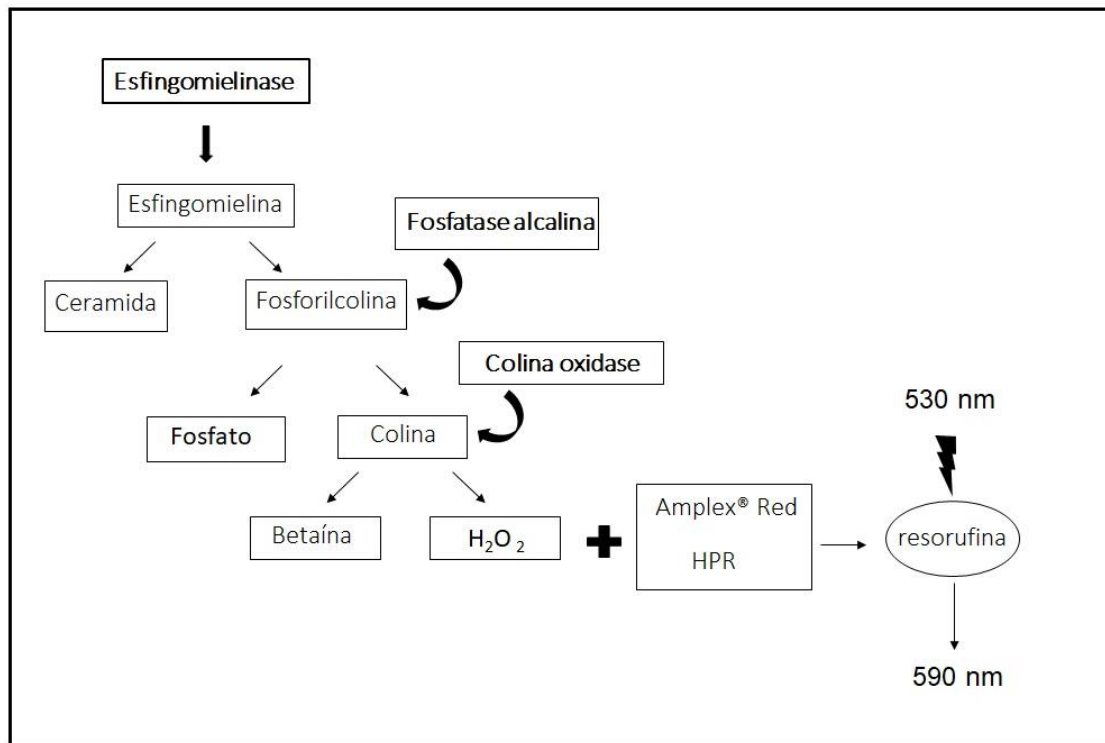 Esfingomielinase
Esfingomielina
Fosfatase alcalina
Ceramida
Fosforilcolina
Colina oxidase
530 nm
Fosfato
Colina
Amplex® Red
HPR
resorufina
Betaína
H₂O₂
590 nm